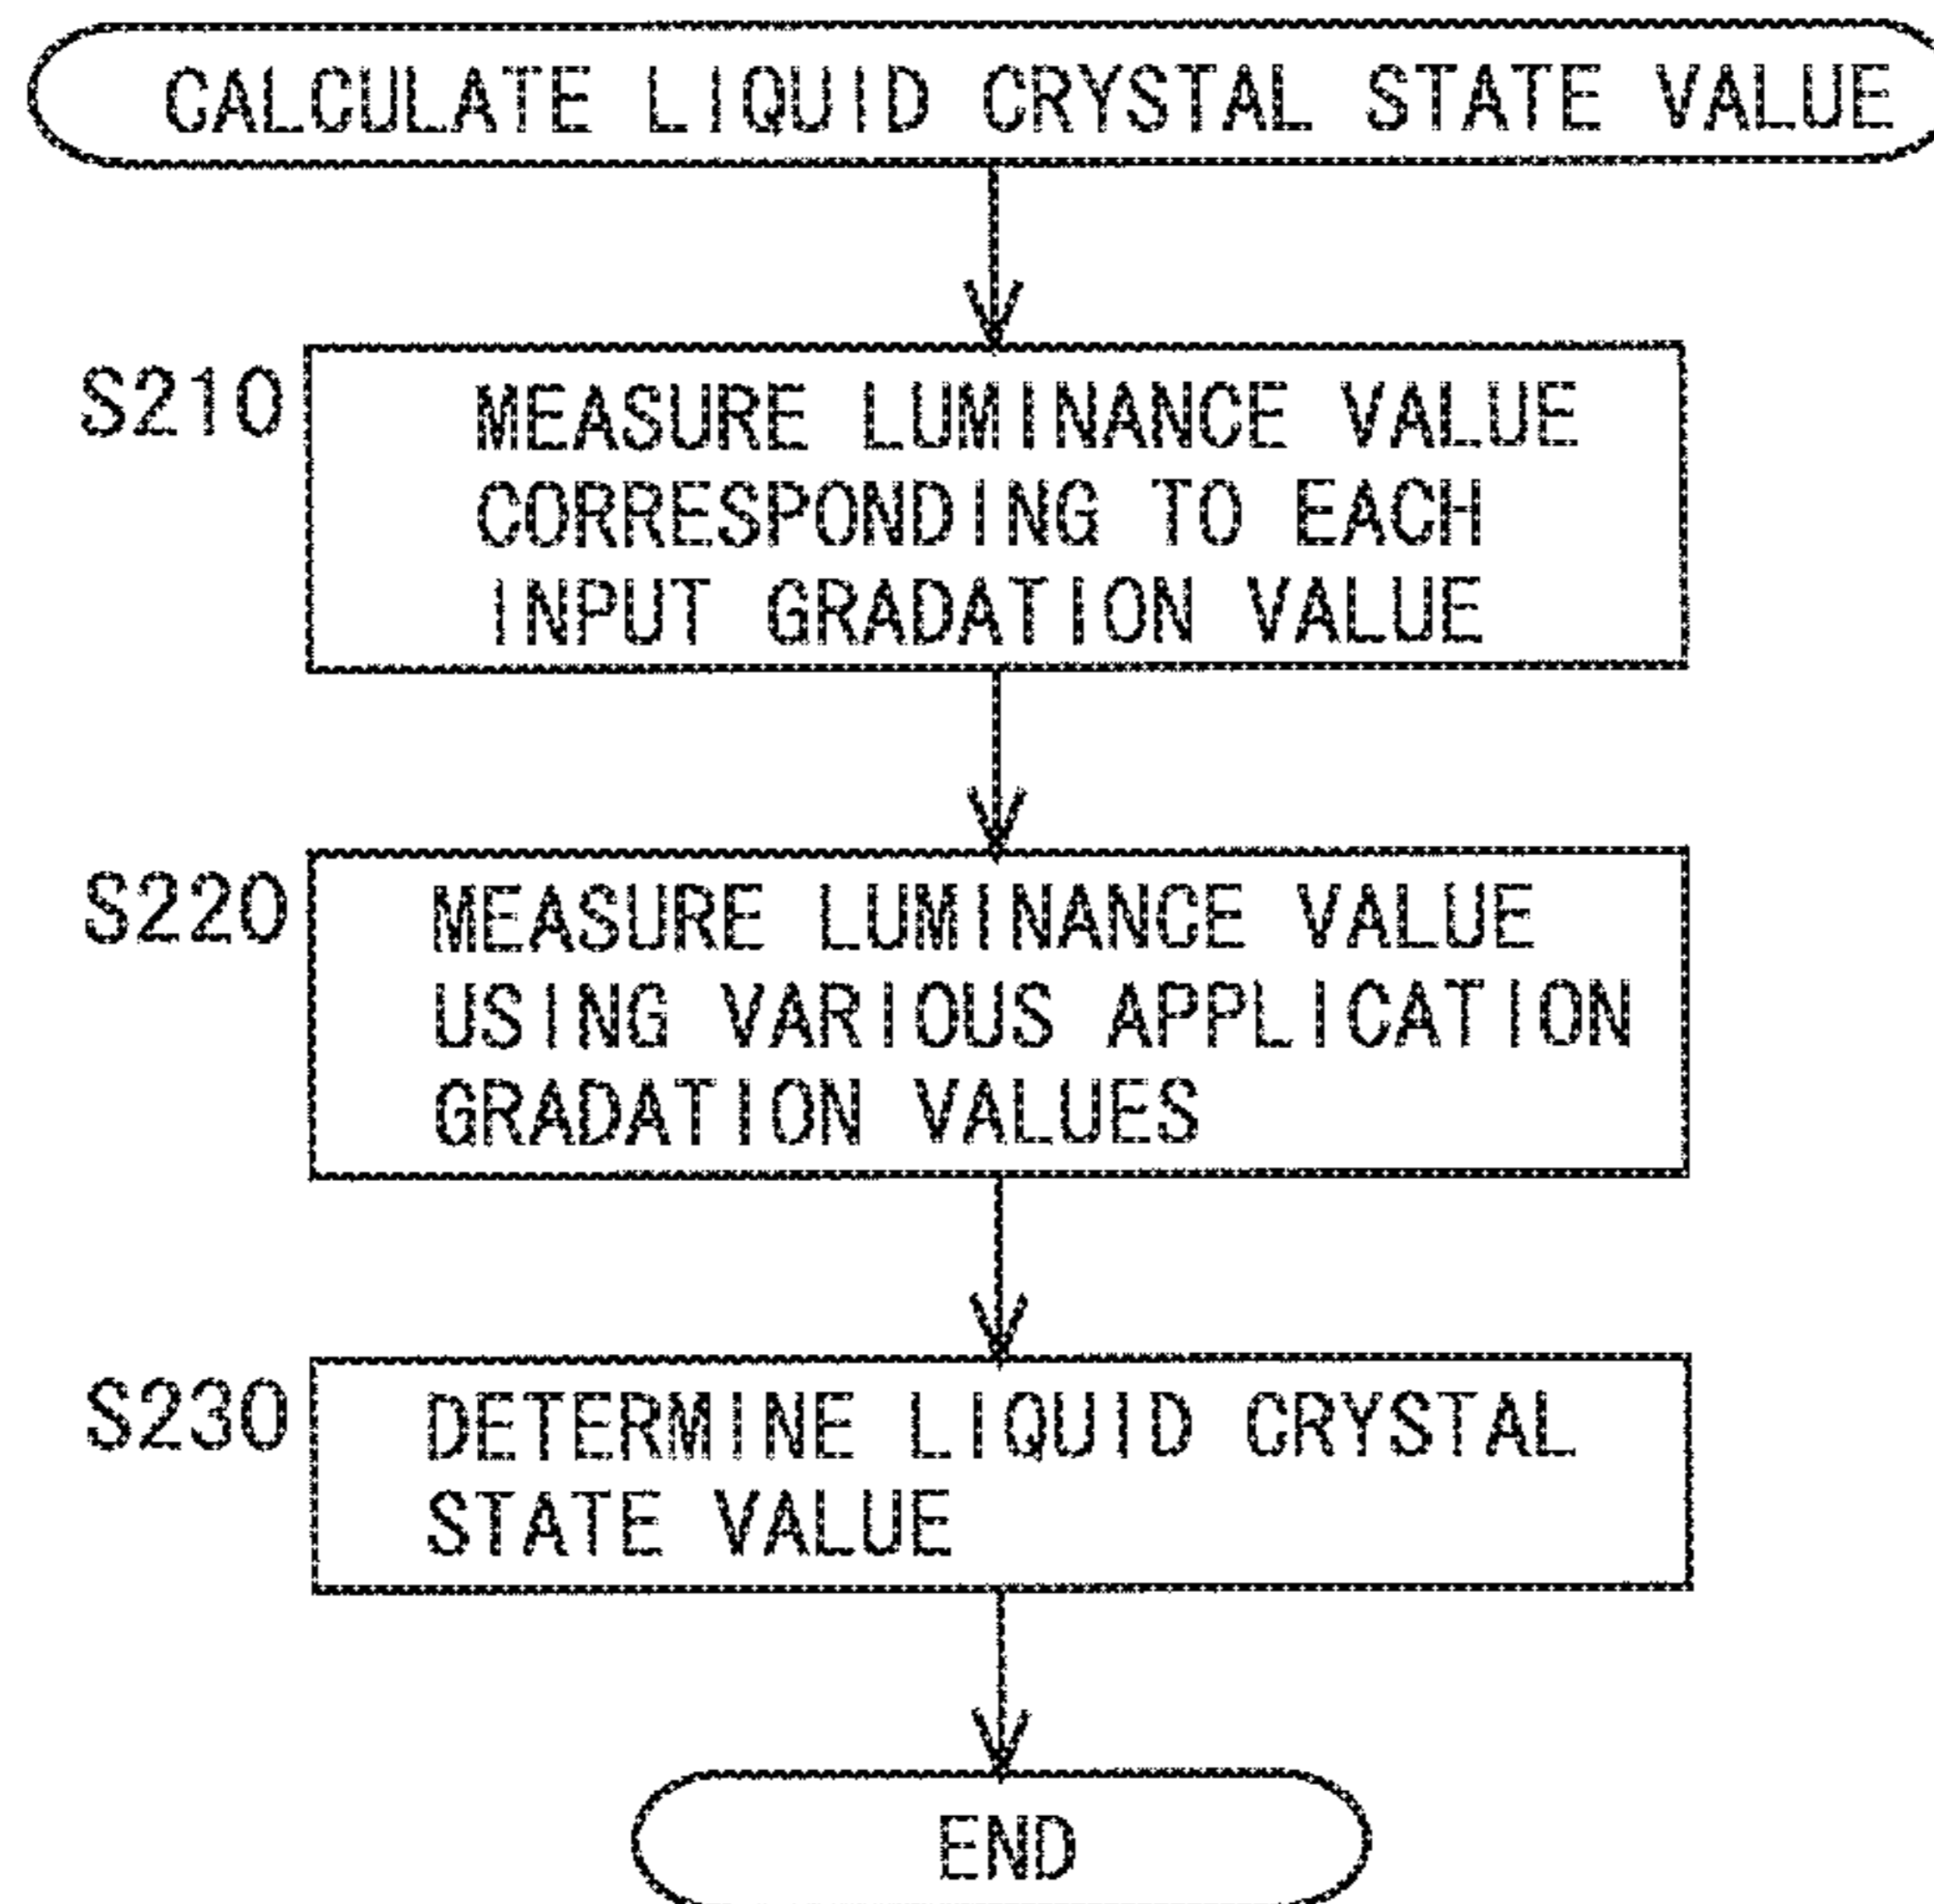 CALCULATE LIQUID CRYSTAL STATE VALUE
S210
MEASURE LUMINANCE VALUE
CORRESPONDING TO EACH
INPUT GRADATION VALUE
S220
MEASURE LUMINANCE VALUE
USING VARIOUS APPLICATION
GRADATION VALUES
S230
DETERMINE LIQUID CRYSTAL
STATE VALUE
END